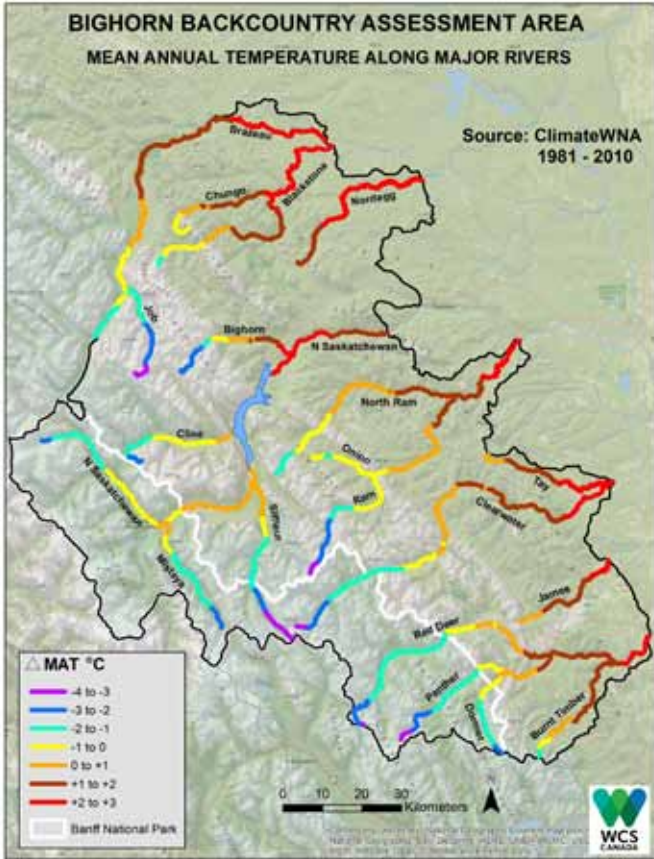 BIGHORN BACKCOUNTRY ASSESSMENT AREA
MEAN ANNUAL TEMPERATURE ALONG MAJOR RIVERS
Source: ClimateWNA
1981 - 2010
Brazeau
Chungo
Blackstone
Nordegg
Job
Bighorn
N Saskatchewan
North Ram
Cline
Onion
N Saskatchewan
Ram
Siffleur
Tay
Clearwater
Mistaya
James
Red Deer
Panther
Dormer
Burnt Timber
△ MAT °C
-4 to -3
-3 to -2
-2 to -1
-1 to 0
0 to +1
+1 to +2
+2 to +3
Banff National Park
0 5 10 20 30 40
Kilometers
N
WCS
CANADA